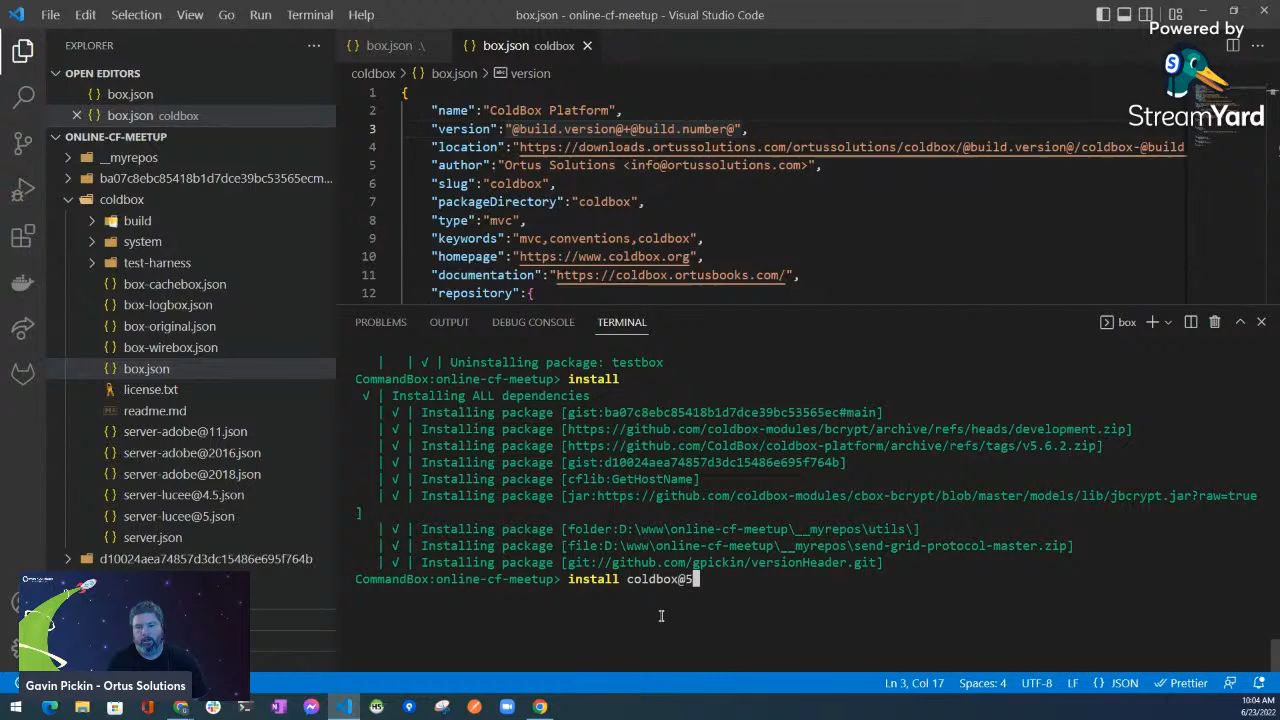 File Edit Selection View Go Run Terminal Help
box.json - online-cf-meetup - Visual Studio Code
Powered by
StreamYard
EXPLORER
OPEN EDITORS
box.json
box.json coldbox
ONLINE-CF-MEETUP
__myrepos
ba07c8ebc85418b1d7dce39bc53565ecm...
coldbox
build
system
test-harness
box-cachebox.json
box-logbox.json
box-original.json
box-wirebox.json
box.json
license.txt
readme.md
server-adobe@11.json
server-adobe@2016.json
server-adobe@2018.json
server-lucee@4.5.json
server-lucee@5.json
server.json
d10024aea74857d3dc15486e695f764b
box.json .\
box.json coldbox
coldbox > box.json > version
1 {
2 "name":"ColdBox Platform",
3 "version":"@build.version@+@build.number@",
4 "location":"https://downloads.ortussolutions.com/ortussolutions/coldbox/@build.version@/coldbox-@build
5 "author":"Ortus Solutions <info@ortussolutions.com>",
6 "slug":"coldbox",
7 "packageDirectory":"coldbox",
8 "type":"mvc",
9 "keywords":"mvc,conventions,coldbox",
10 "homepage":"https://www.coldbox.org",
11 "documentation":"https://coldbox.ortusbooks.com/",
12 "repository":{
PROBLEMS OUTPUT DEBUG CONSOLE TERMINAL
box
| | √ | Uninstalling package: testbox
CommandBox:online-cf-meetup> install
√ | Installing ALL dependencies
| √ | Installing package [gist:ba07c8ebc85418b1d7dce39bc53565ec#main]
| √ | Installing package [https://github.com/coldbox-modules/bcrypt/archive/refs/heads/development.zip]
| √ | Installing package [https://github.com/ColdBox/coldbox-platform/archive/refs/tags/v5.6.2.zip]
| √ | Installing package [gist:d10024aea74857d3dc15486e695f764b]
| √ | Installing package [cflib:GetHostName]
| √ | Installing package [jar:https://github.com/coldbox-modules/cbox-bcrypt/blob/master/models/lib/jbcrypt.jar?raw=true
]
| √ | Installing package [folder:D:\www\online-cf-meetup\__myrepos\utils\]
| √ | Installing package [file:D:\www\online-cf-meetup\__myrepos\send-grid-protocol-master.zip]
| √ | Installing package [git://github.com/gpickin/versionHeader.git]
CommandBox:online-cf-meetup> install coldbox@5
Gavin Pickin - Ortus Solutions
Ln 3, Col 17 Spaces: 4 UTF-8 LF {} JSON Prettier
10:04 AM
6/23/2022